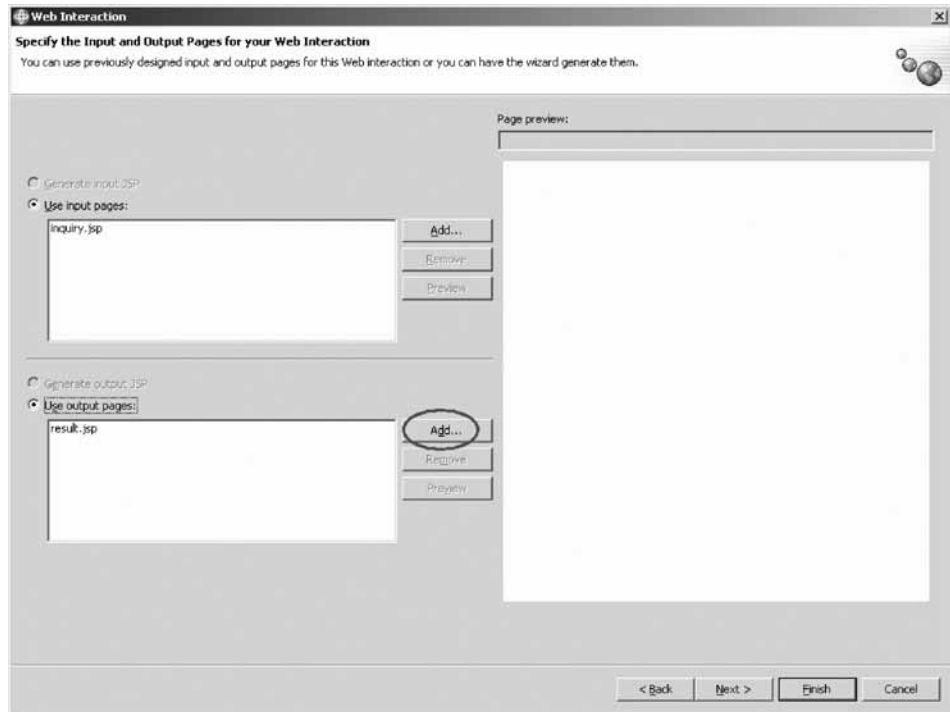 Web Interaction
Specify the Input and Output Pages for your Web Interaction
You can use previously designed input and output pages for this Web interaction or you can have the wizard generate them.
Page preview:
Generate input JSP
Use input pages:
inquiry.jsp
Add...
Remove
Preview
Generate output JSP
Use output pages:
result.jsp
Add...
Remove
Preview
< Back
Next >
Finish
Cancel